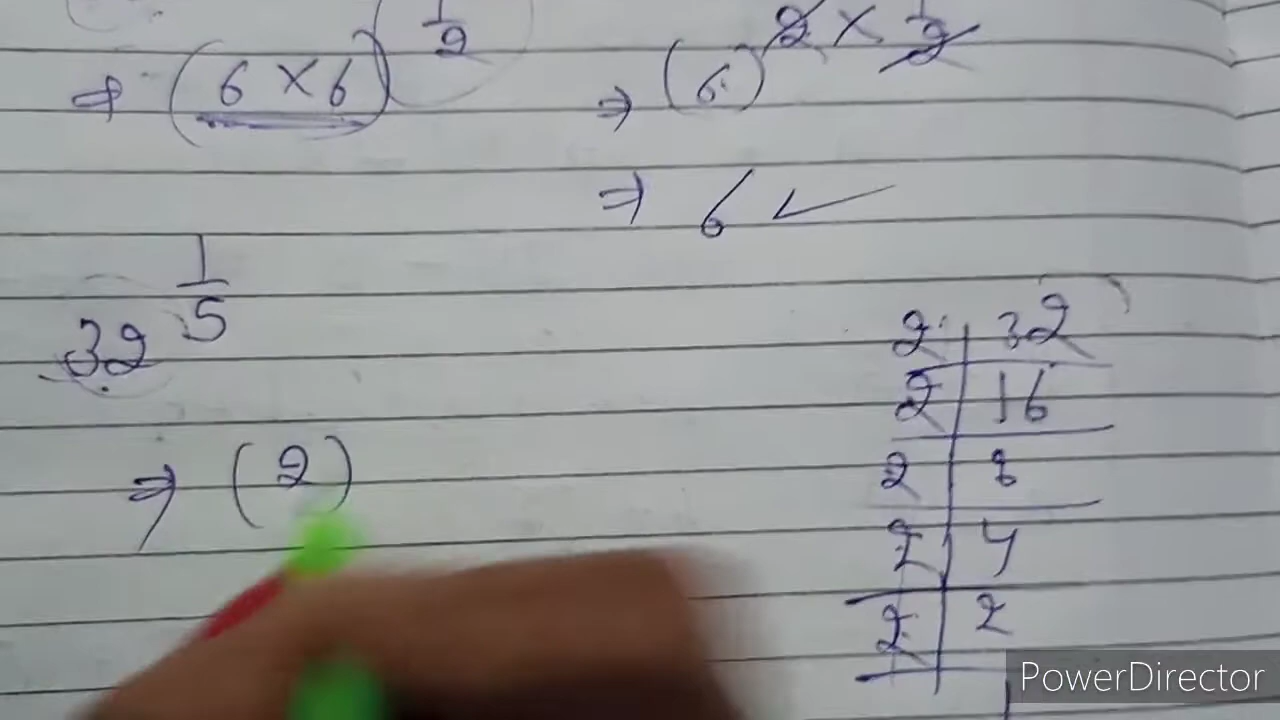 ⇒ (6 × 6)^1/2 ⇒ (6)^2 × 1/2
⇒ 6 ✓
32^1/5
⇒ (2)
2 | 32
2 | 16
2 | 8
2 | 4
2 | 2
1
PowerDirector